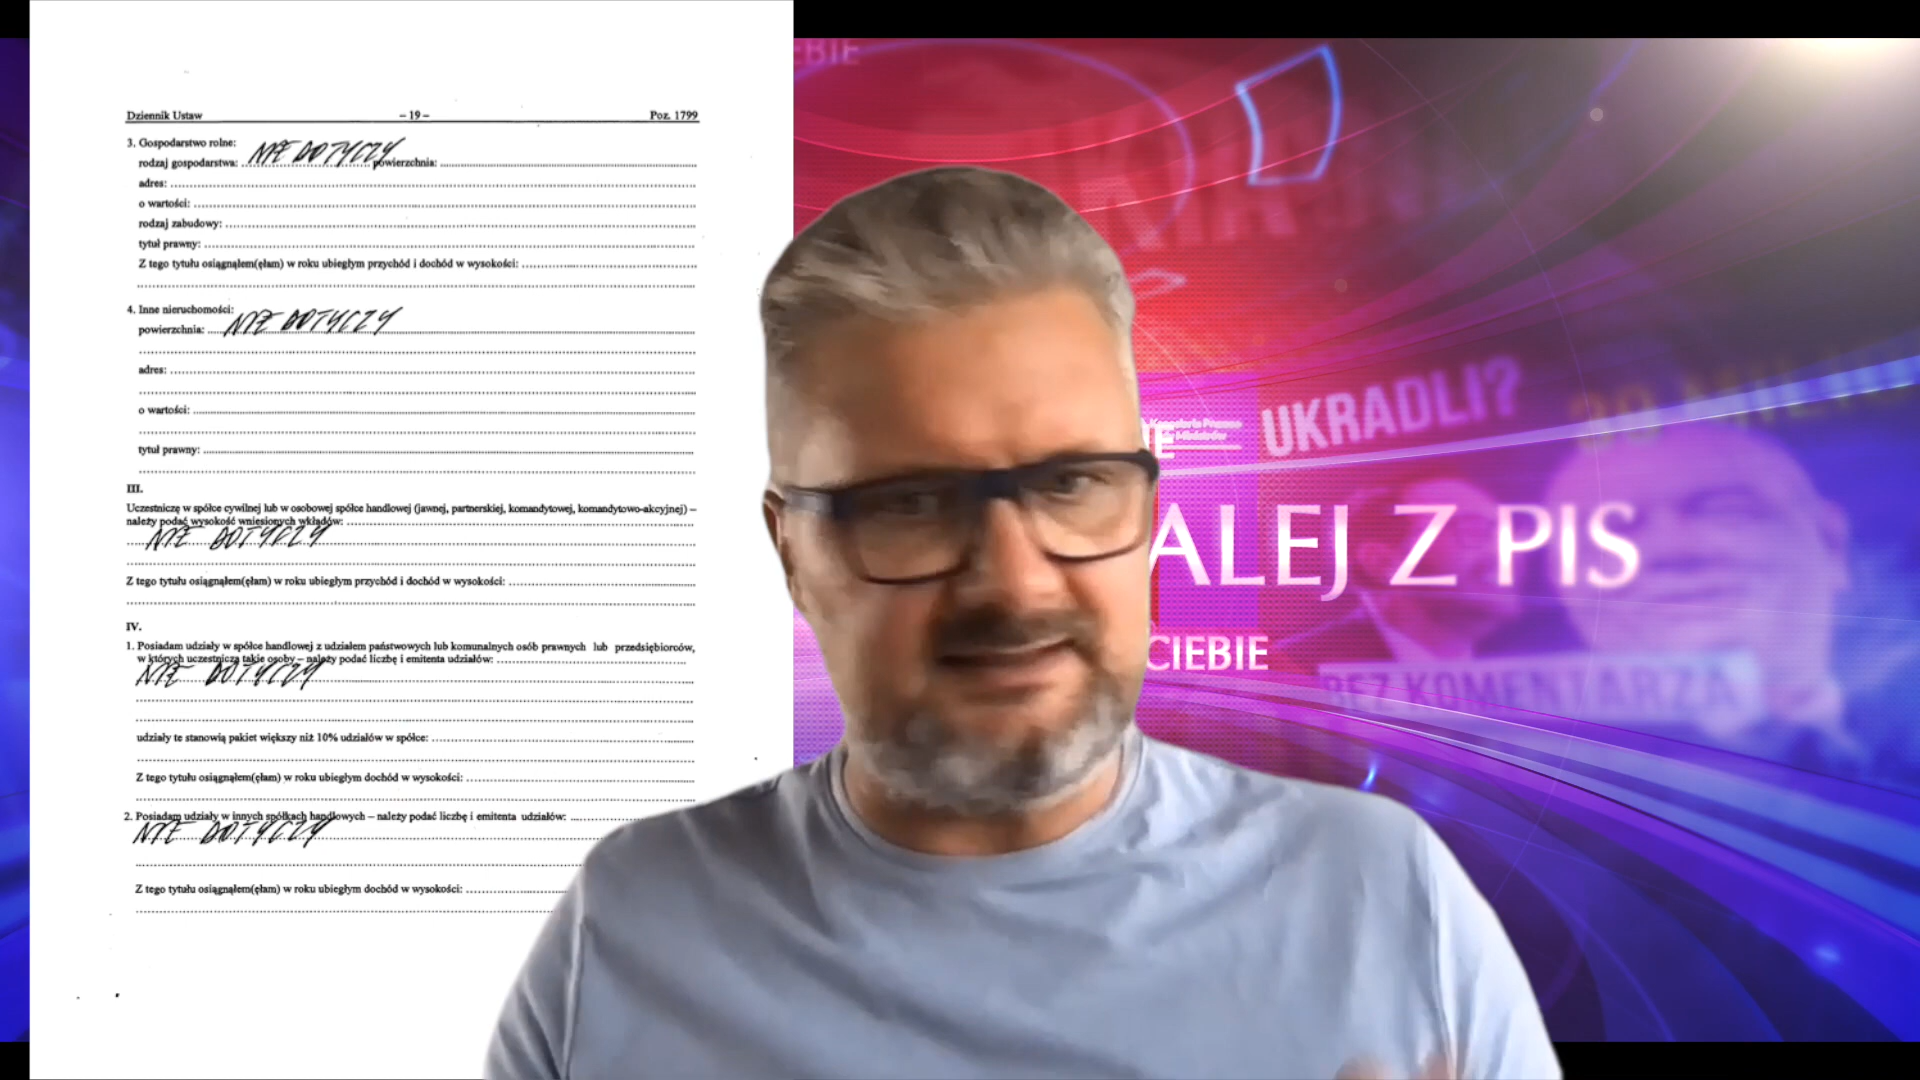 Dziennik Ustaw – 19 – Poz. 1799
3. Gospodarstwo rolne:
rodzaj gospodarstwa: NIE DOTYCZY powierzchnia:
adres:
o wartości:
rodzaj zabudowy:
tytuł prawny:
Z tego tytułu osiągnąłem(ęłam) w roku ubiegłym przychód i dochód w wysokości:
4. Inne nieruchomości:
powierzchnia: NIE DOTYCZY
adres:
o wartości:
tytuł prawny:
III.
Uczestniczę w spółce cywilnej lub w osobowej spółce handlowej (jawnej, partnerskiej, komandytowej, komandytowo-akcyjnej) –
należy podać wysokość wniesionych wkładów:
NIE DOTYCZY
Z tego tytułu osiągnąłem(ęłam) w roku ubiegłym przychód i dochód w wysokości:
IV.
1. Posiadam udziały w spółce handlowej z udziałem państwowych lub komunalnych osób prawnych lub przedsiębiorców,
w których uczestniczą takie osoby – należy podać liczbę i emitenta udziałów:
NIE DOTYCZY
udziały te stanowią pakiet większy niż 10% udziałów w spółce:
Z tego tytułu osiągnąłem(ęłam) w roku ubiegłym dochód w wysokości:
2. Posiadam udziały w innych spółkach handlowych – należy podać liczbę i emitenta udziałów:
NIE DOTYCZY
Z tego tytułu osiągnąłem(ęłam) w roku ubiegłym dochód w wysokości:
EBIE
UKRADLI?
ALEJ Z PIS
CIEBIE
BEZ KOMENTARZA